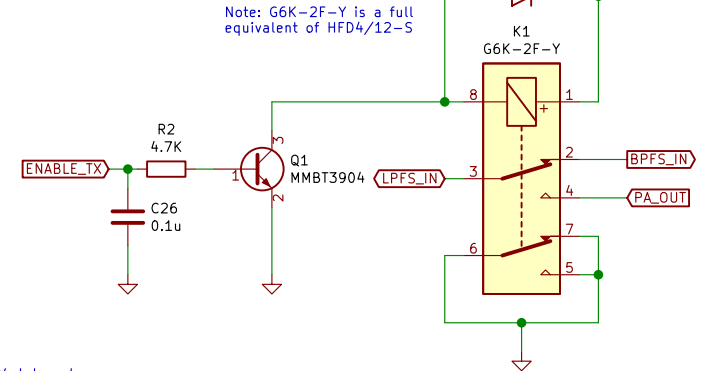 Note: G6K-2F-Y is a full
equivalent of HFD4/12-S
K1
G6K-2F-Y
8
1
+
R2
4.7K
3
Q1
MMBT3904
ENABLE_TX
1
2
C26
0.1u
LPFS_IN
3
2
BPFS_IN
4
PA_OUT
7
6
5